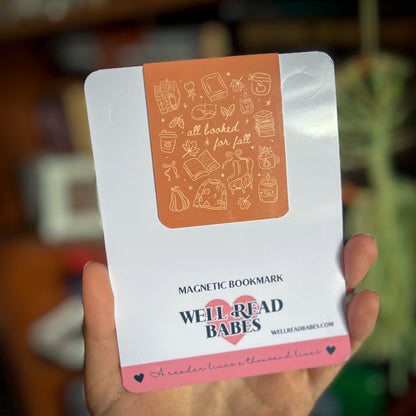 all booked
for fall
MAGNETIC BOOKMARK
WELL READ
BABES
WELLREADBABES.COM
A reader lives a thousand lives